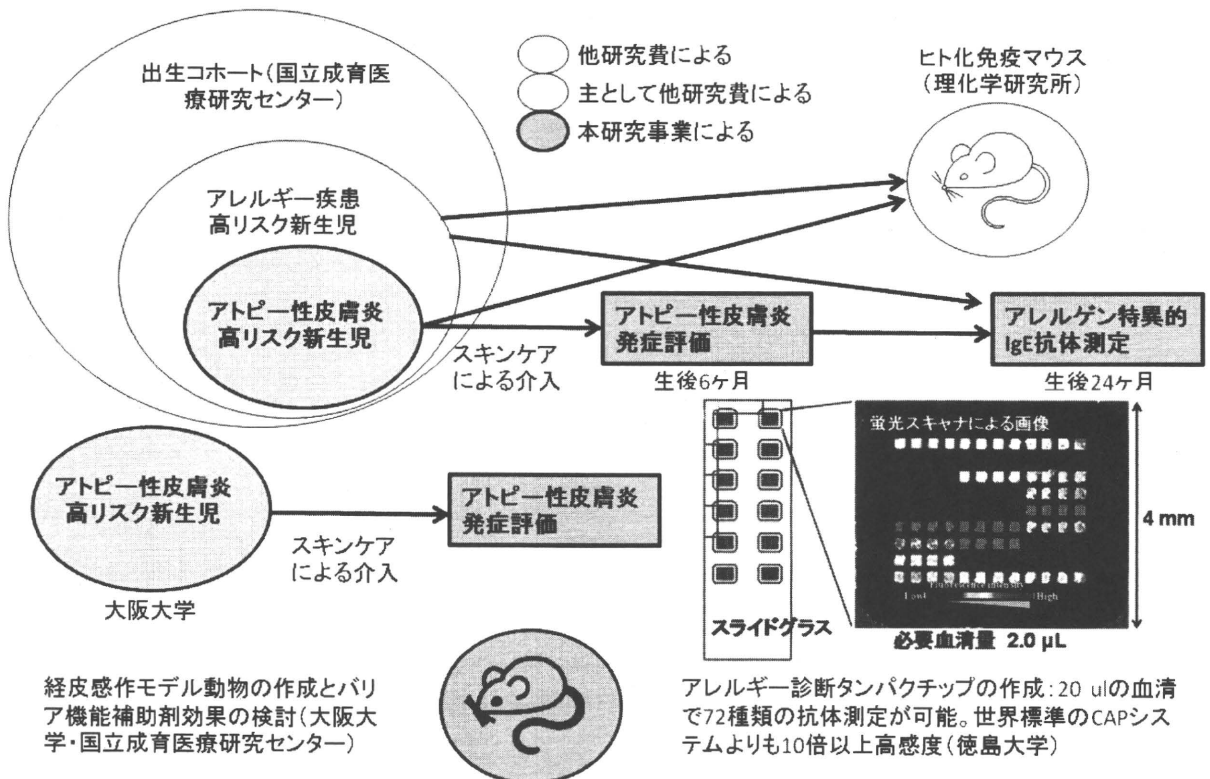 出生コホート(国立成育医
療研究センター)
他研究費による
主として他研究費による
本研究事業による
ヒト化免疫マウス
(理化学研究所)
アレルギー疾患
高リスク新生児
アトピー性皮膚炎
高リスク新生児
スキンケア
による介入
アトピー性皮膚炎
発症評価
生後6ヶ月
アレルゲン特異的
IgE抗体測定
生後24ヶ月
アトピー性皮膚炎
高リスク新生児
大阪大学
スキンケア
による介入
アトピー性皮膚炎
発症評価
スライドグラス
蛍光スキャナによる画像
Fluorescence intensity
Low
High
4 mm
必要血清量 2.0 μL
経皮感作モデル動物の作成とバリ
ア機能補助剤効果の検討(大阪大
学・国立成育医療研究センター)
アレルギー診断タンパクチップの作成:20 ulの血清
で72種類の抗体測定が可能。世界標準のCAPシス
テムよりも10倍以上高感度(徳島大学)